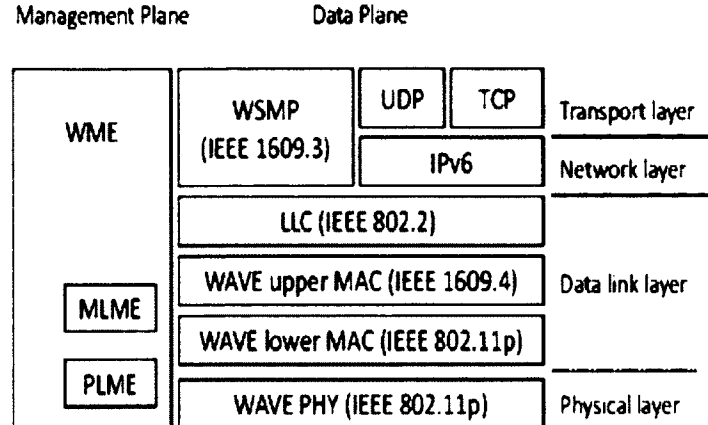 Management Plane Data Plane
WME
WSMP
(IEEE 1609.3)
UDP
TCP
Transport layer
IPv6
Network layer
LLC (IEEE 802.2)
WAVE upper MAC (IEEE 1609.4)
Data link layer
MLME
WAVE lower MAC (IEEE 802.11p)
PLME
WAVE PHY (IEEE 802.11p)
Physical layer